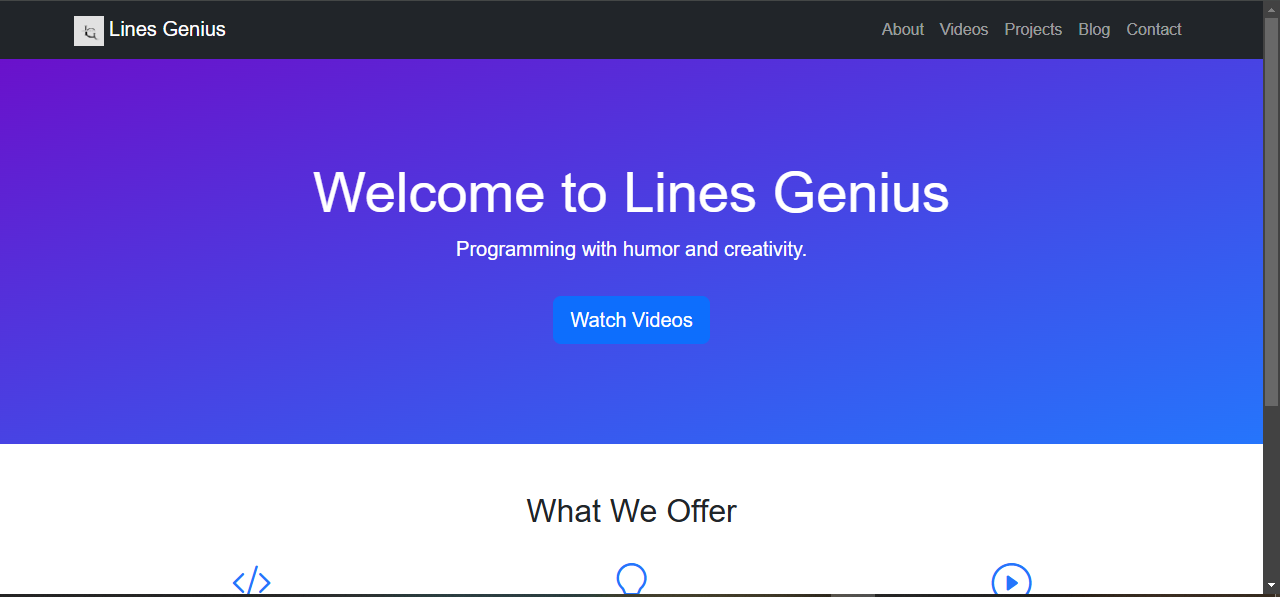 Lines Genius
About Videos Projects Blog Contact
Welcome to Lines Genius
Programming with humor and creativity.
Watch Videos
What We Offer